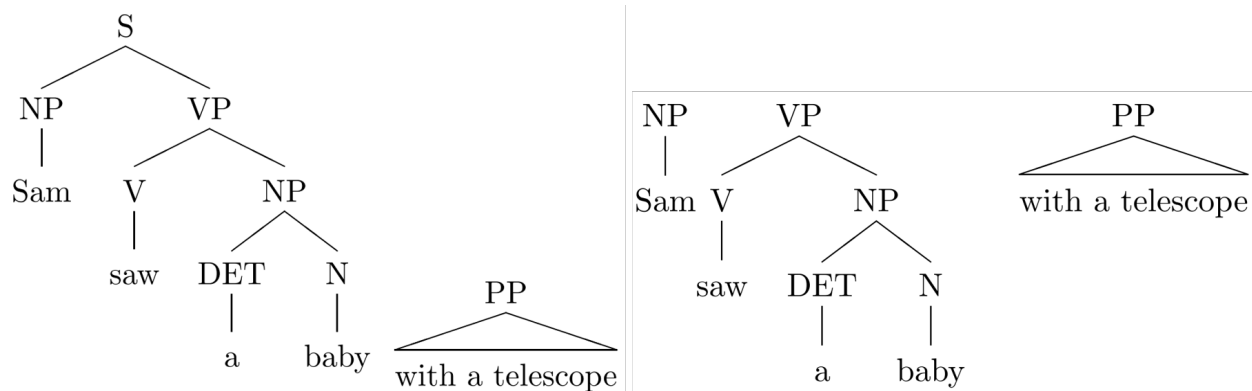 S
NP VP
Sam V NP
saw DET N
a baby
PP
with a telescope
NP VP PP
Sam V NP with a telescope
saw DET N
a baby